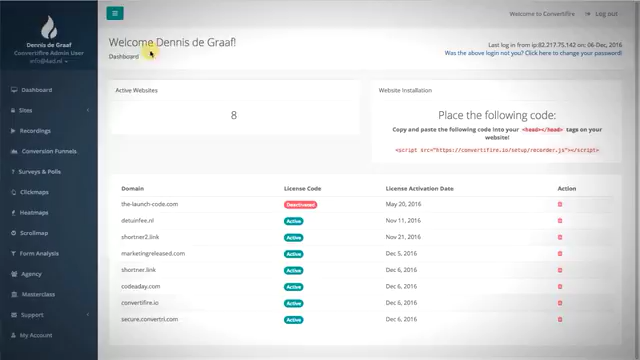 Dennis de Graaf
Convertifire-Admin User
info@4ad.nl
Dashboard
Sites
Recordings
Conversion Funnels
Surveys & Polls
Clickmaps
Heatmaps
Scrollmap
Form Analysis
Agency
Masterclass
Support
My Account
Welcome to Convertifire
Log out
Welcome Dennis de Graaf!
Dashboard
Last log in from ip:82.217.75.142 on: 06 Dec, 2016
Was the above login not you? Click here to change your password!
Active Websites
8
Website Installation
Place the following code:
Copy and paste the following code into your <head></head> tags on your
website!
<script src="https://convertifire.io/setup/recorder.js"></script>
Domain License Code License Activation Date Action
the-launch-code.com Deactivated May 20, 2016
detuinfee.nl Active Nov 11, 2016
shortner2.link Active Nov 21, 2016
marketingreleased.com Active Dec 5, 2016
shortner.link Active Dec 6, 2016
codeaday.com Active Dec 6, 2016
convertifire.io Active Dec 6, 2016
secure.convertri.com Active Dec 6, 2016